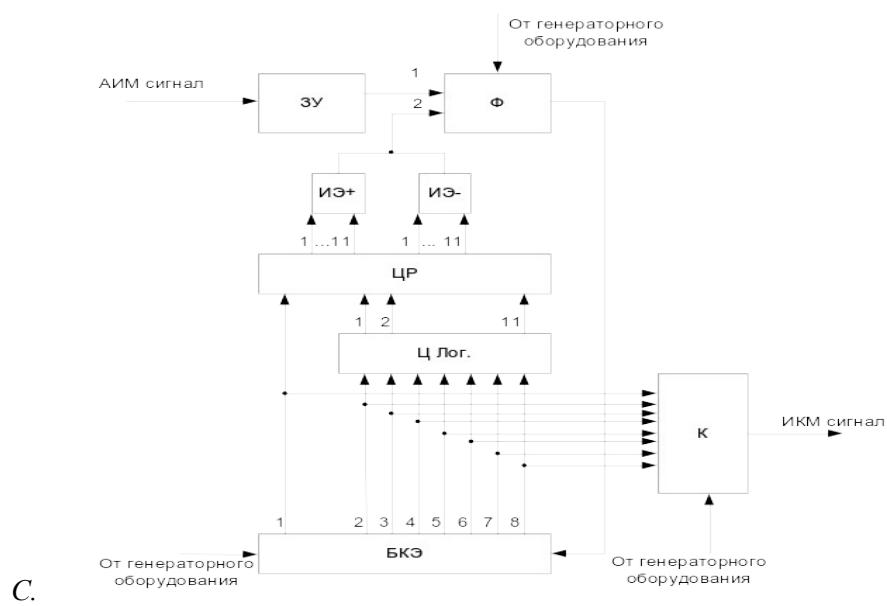 От генераторного
оборудования
АИМ сигнал
ЗУ
1
2
Ф
ИЭ+
ИЭ-
1 ...11
1 ... 11
ЦР
1 2 11
Ц Лог.
К
ИКМ сигнал
1 2 3 4 5 6 7 8
БКЭ
От генераторного
оборудования
От генераторного
оборудования
C.